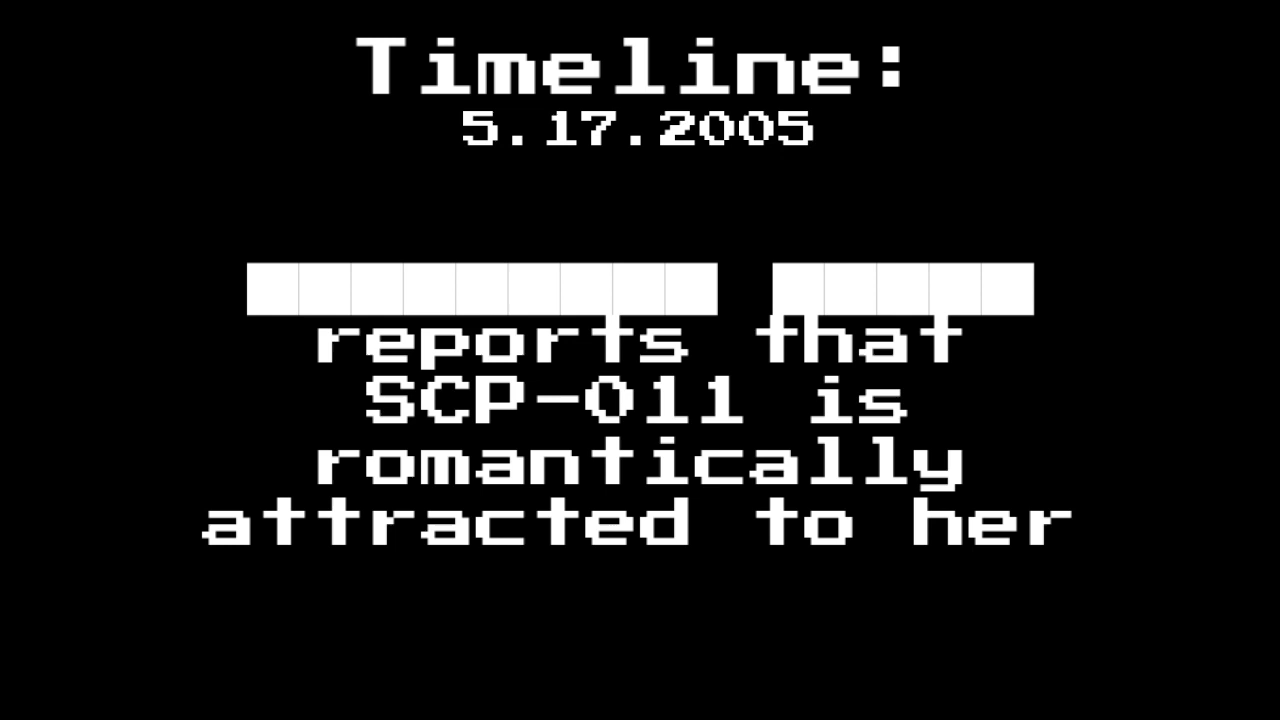 Timeline:
5.17.2005
█████████ █████
reports that
SCP-011 is
romantically
attracted to her